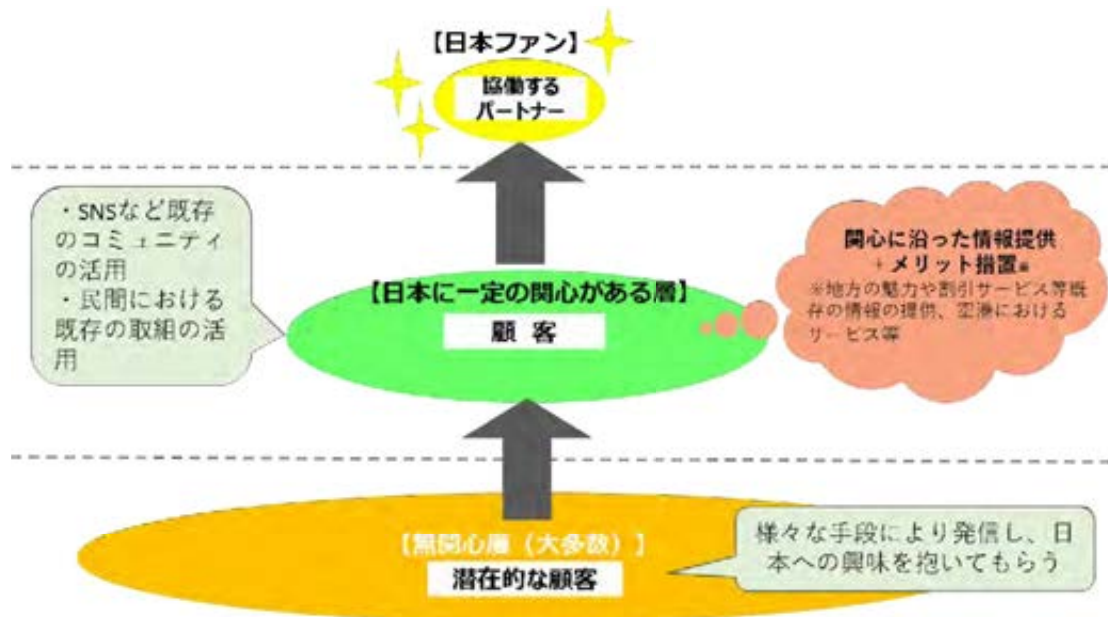 【日本ファン】
協働する
パートナー
・SNSなど既存
のコミュニティ
の活用
・民間における
既存の取組の活
用
【日本に一定の関心がある層】
顧 客
関心に沿った情報提供
+ メリット措置※
※地方の魅力や割引サービス等既
存の情報の提供、空港における
サービス等
【無関心層（大多数）】
潜在的な顧客
様々な手段により発信し、日
本への興味を抱いてもらう